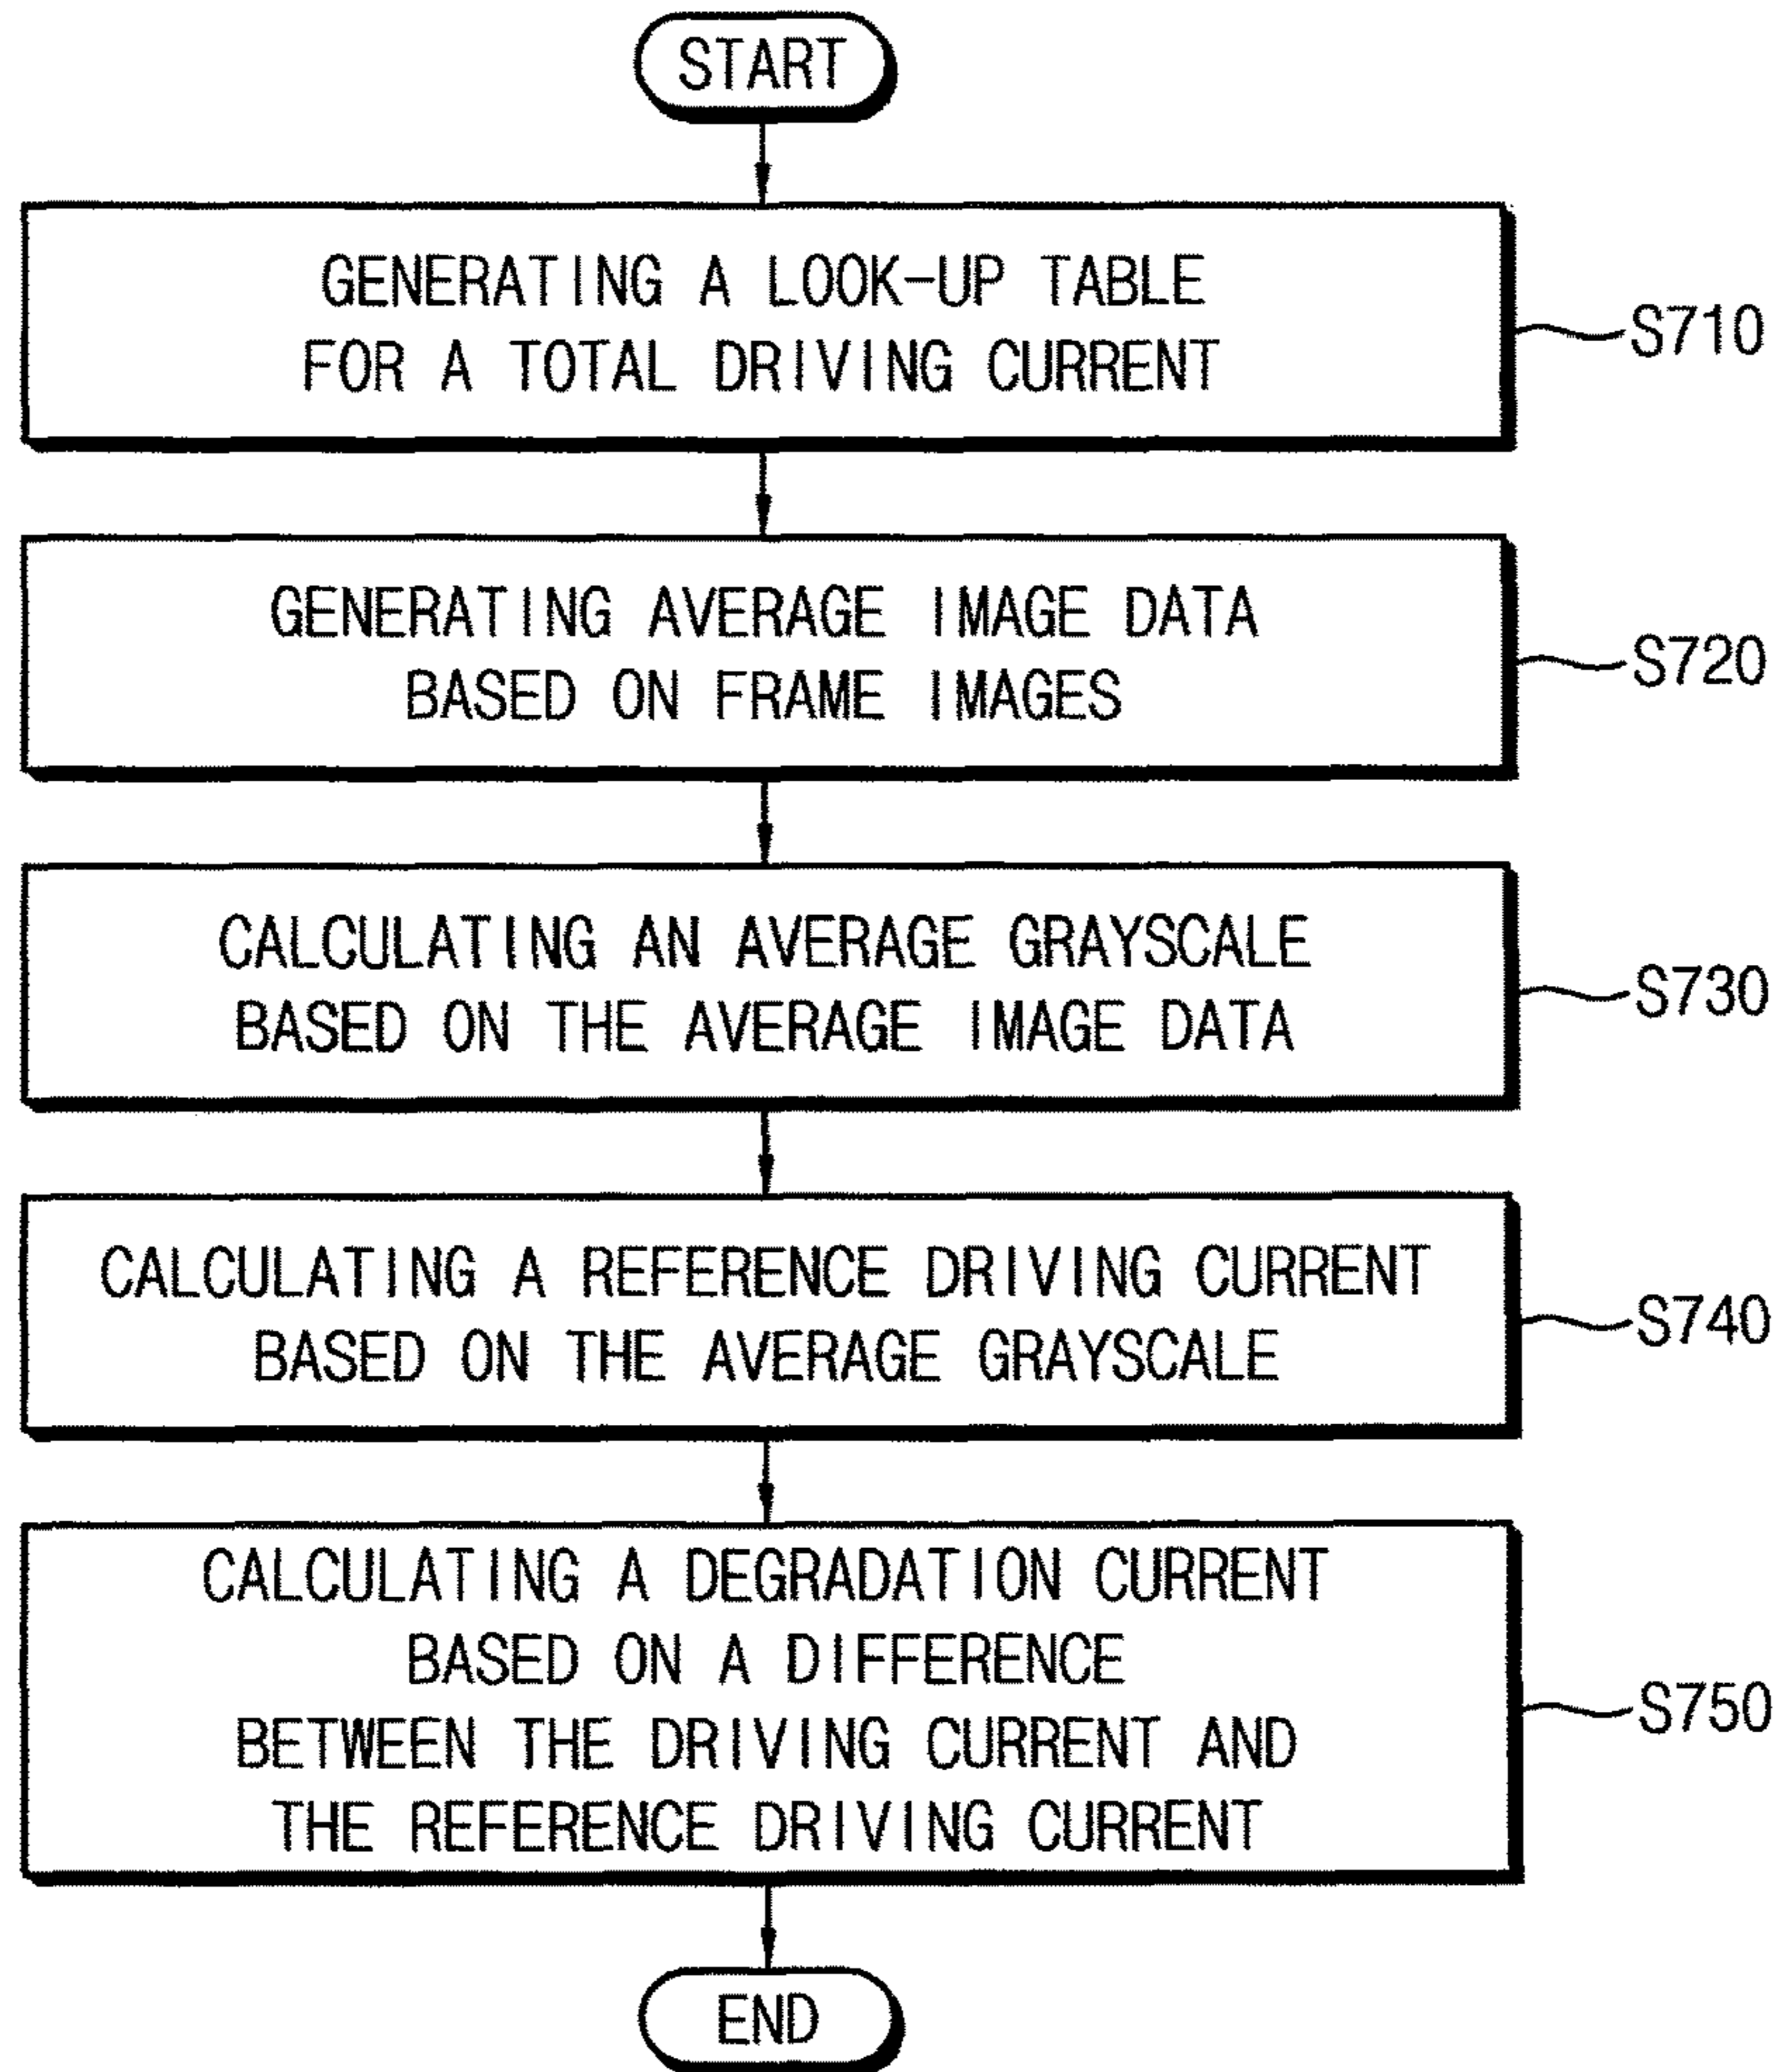 START
GENERATING A LOOK-UP TABLE
FOR A TOTAL DRIVING CURRENT
S710
GENERATING AVERAGE IMAGE DATA
BASED ON FRAME IMAGES
S720
CALCULATING AN AVERAGE GRAYSCALE
BASED ON THE AVERAGE IMAGE DATA
S730
CALCULATING A REFERENCE DRIVING CURRENT
BASED ON THE AVERAGE GRAYSCALE
S740
CALCULATING A DEGRADATION CURRENT
BASED ON A DIFFERENCE
BETWEEN THE DRIVING CURRENT AND
THE REFERENCE DRIVING CURRENT
S750
END